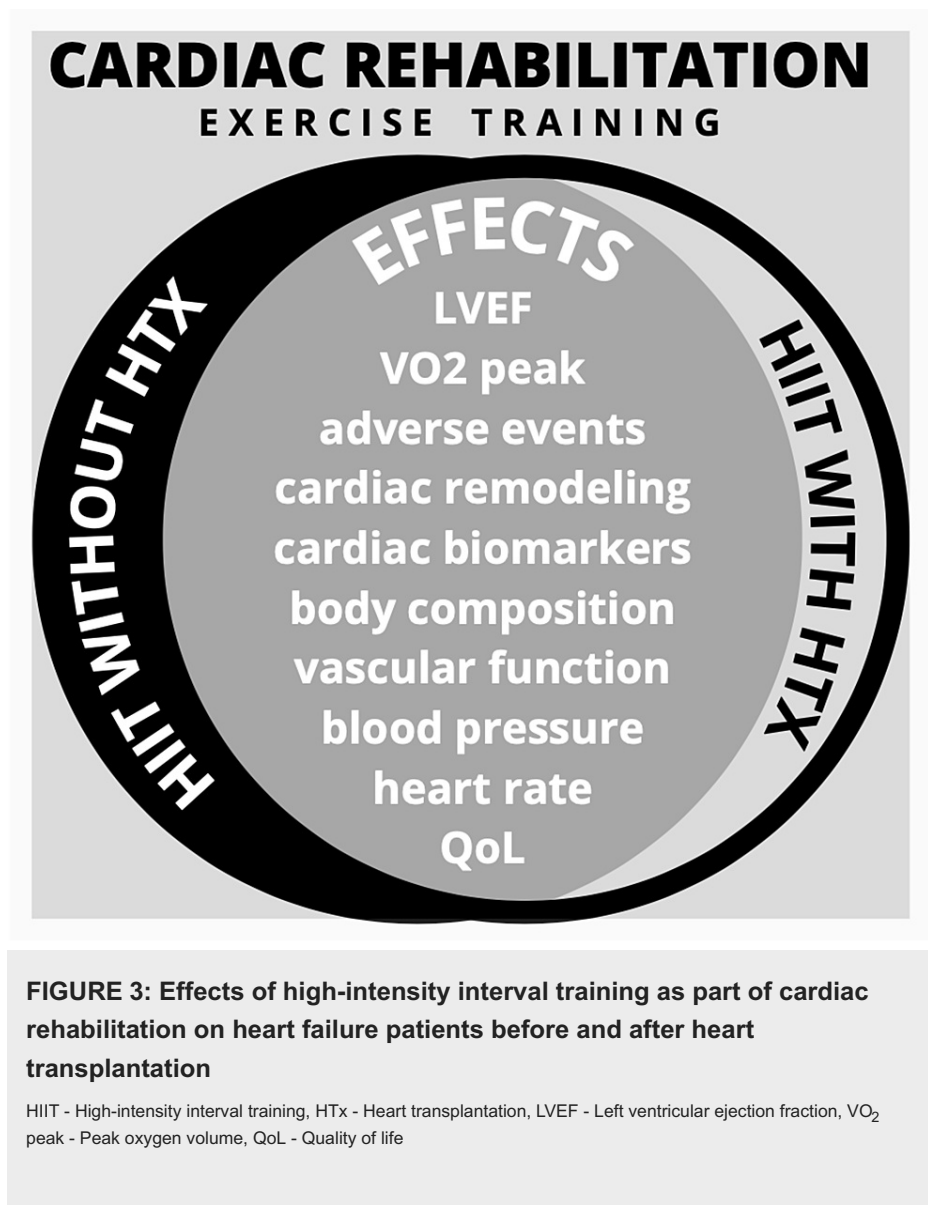 CARDIAC REHABILITATION
EXERCISE TRAINING
EFFECTS
LVEF
VO2 peak
adverse events
cardiac remodeling
cardiac biomarkers
body composition
vascular function
blood pressure
heart rate
QoL
HIIT WITHOUT HTX
HIIT WITH HTX
FIGURE 3: Effects of high-intensity interval training as part of cardiac
rehabilitation on heart failure patients before and after heart
transplantation
HIIT - High-intensity interval training, HTx - Heart transplantation, LVEF - Left ventricular ejection fraction, VO2
peak - Peak oxygen volume, QoL - Quality of life